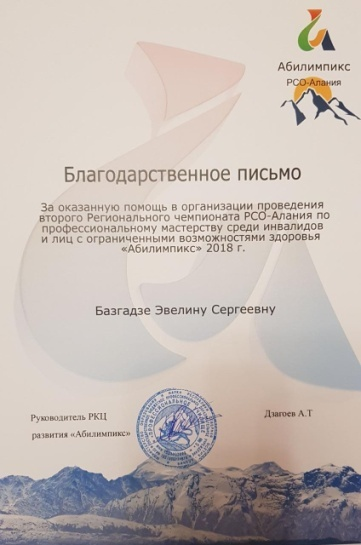 Абилимпикс
РСО-Алания
Благодарственное письмо
За оказанную помощь в организации проведения
второго Регионального чемпионата РСО-Алания по
профессиональному мастерству среди инвалидов
и лиц с ограниченными возможностями здоровья
«Абилимпикс» 2018 г.
Базгадзе Эвелину Сергеевну
Руководитель РКЦ
Дзагоев А.Т
развития «Абилимпикс»